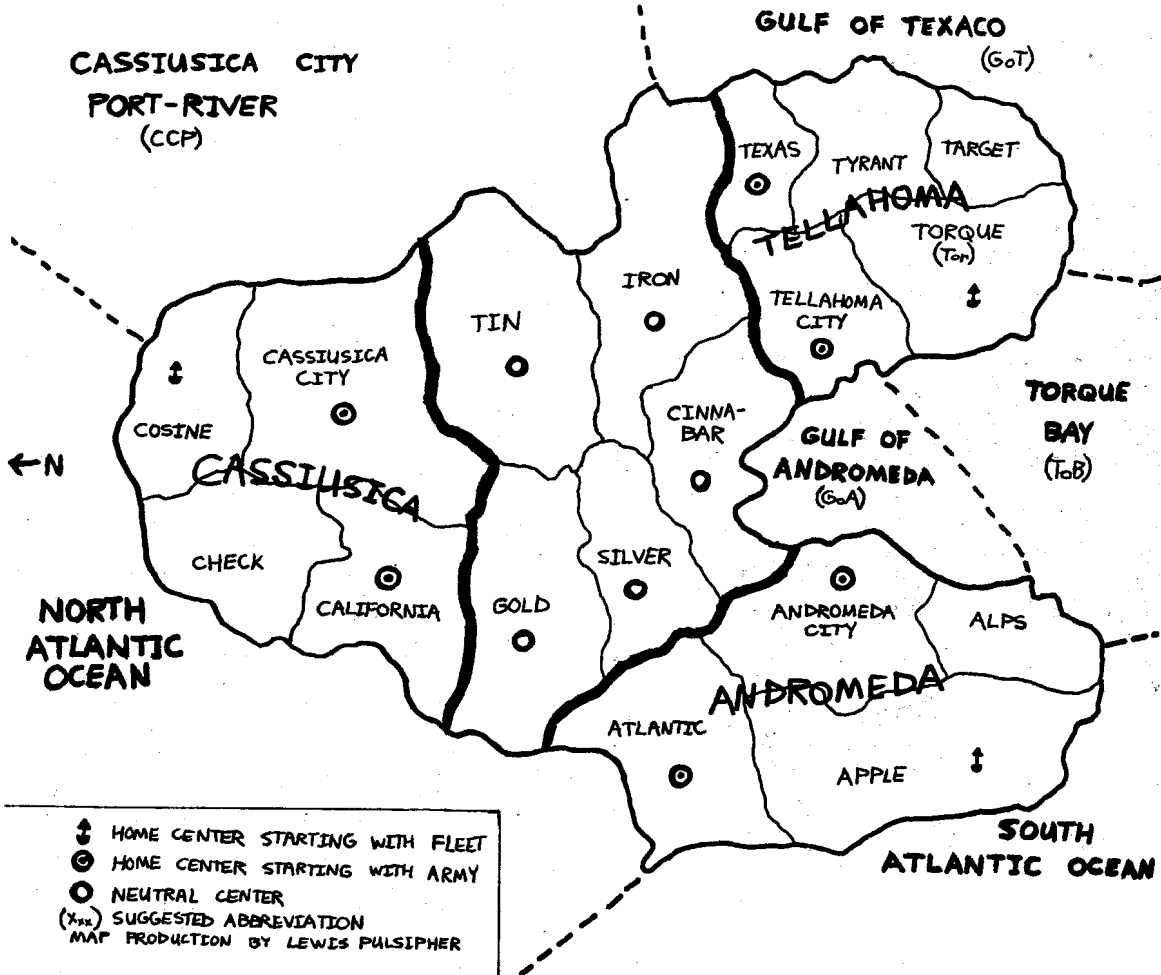 GULF OF TEXACO
(GoT)
CASSIUSICA CITY
PORT-RIVER
(CCP)
TEXAS
TYRANT
TARGET
TELLAHOMA
TORQUE
(Tor)
IRON
TELLAHOMA
CITY
TIN
CASSIUSICA
CITY
COSINE
CINNA-
BAR
TORQUE
BAY
(ToB)
GULF OF
ANDROMEDA
(GoA)
←N
CASSIUSICA
CHECK
CALIFORNIA
GOLD
SILVER
ANDROMEDA
CITY
ALPS
NORTH
ATLANTIC
OCEAN
ANDROMEDA
ATLANTIC
APPLE
SOUTH
ATLANTIC OCEAN
HOME CENTER STARTING WITH FLEET
HOME CENTER STARTING WITH ARMY
NEUTRAL CENTER
(Xxx) SUGGESTED ABBREVIATION
MAP PRODUCTION BY LEWIS PULSIPHER